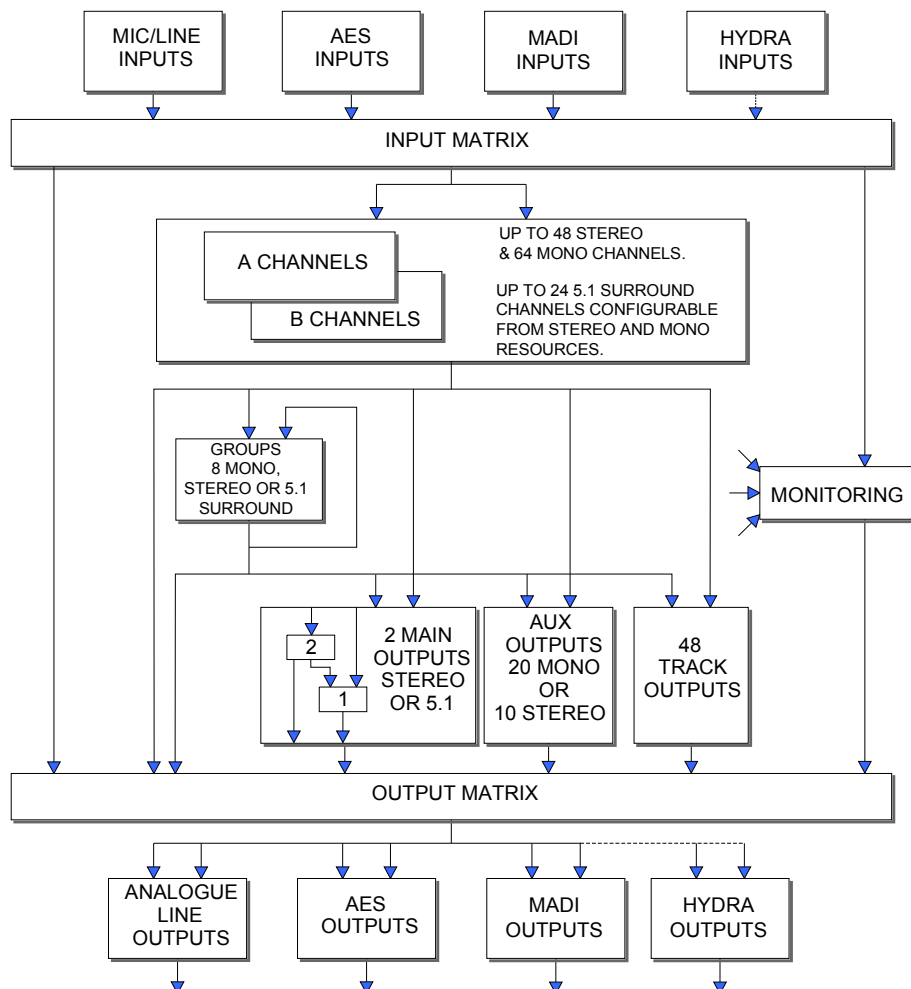 MIC/LINE
INPUTS
AES
INPUTS
MADI
INPUTS
HYDRA
INPUTS
INPUT MATRIX
A CHANNELS
B CHANNELS
UP TO 48 STEREO
& 64 MONO CHANNELS.
UP TO 24 5.1 SURROUND
CHANNELS CONFIGURABLE
FROM STEREO AND MONO
RESOURCES.
GROUPS
8 MONO,
STEREO OR 5.1
SURROUND
MONITORING
2
1
2 MAIN
OUTPUTS
STEREO
OR 5.1
AUX
OUTPUTS
20 MONO
OR
10 STEREO
48
TRACK
OUTPUTS
OUTPUT MATRIX
ANALOGUE
LINE
OUTPUTS
AES
OUTPUTS
MADI
OUTPUTS
HYDRA
OUTPUTS